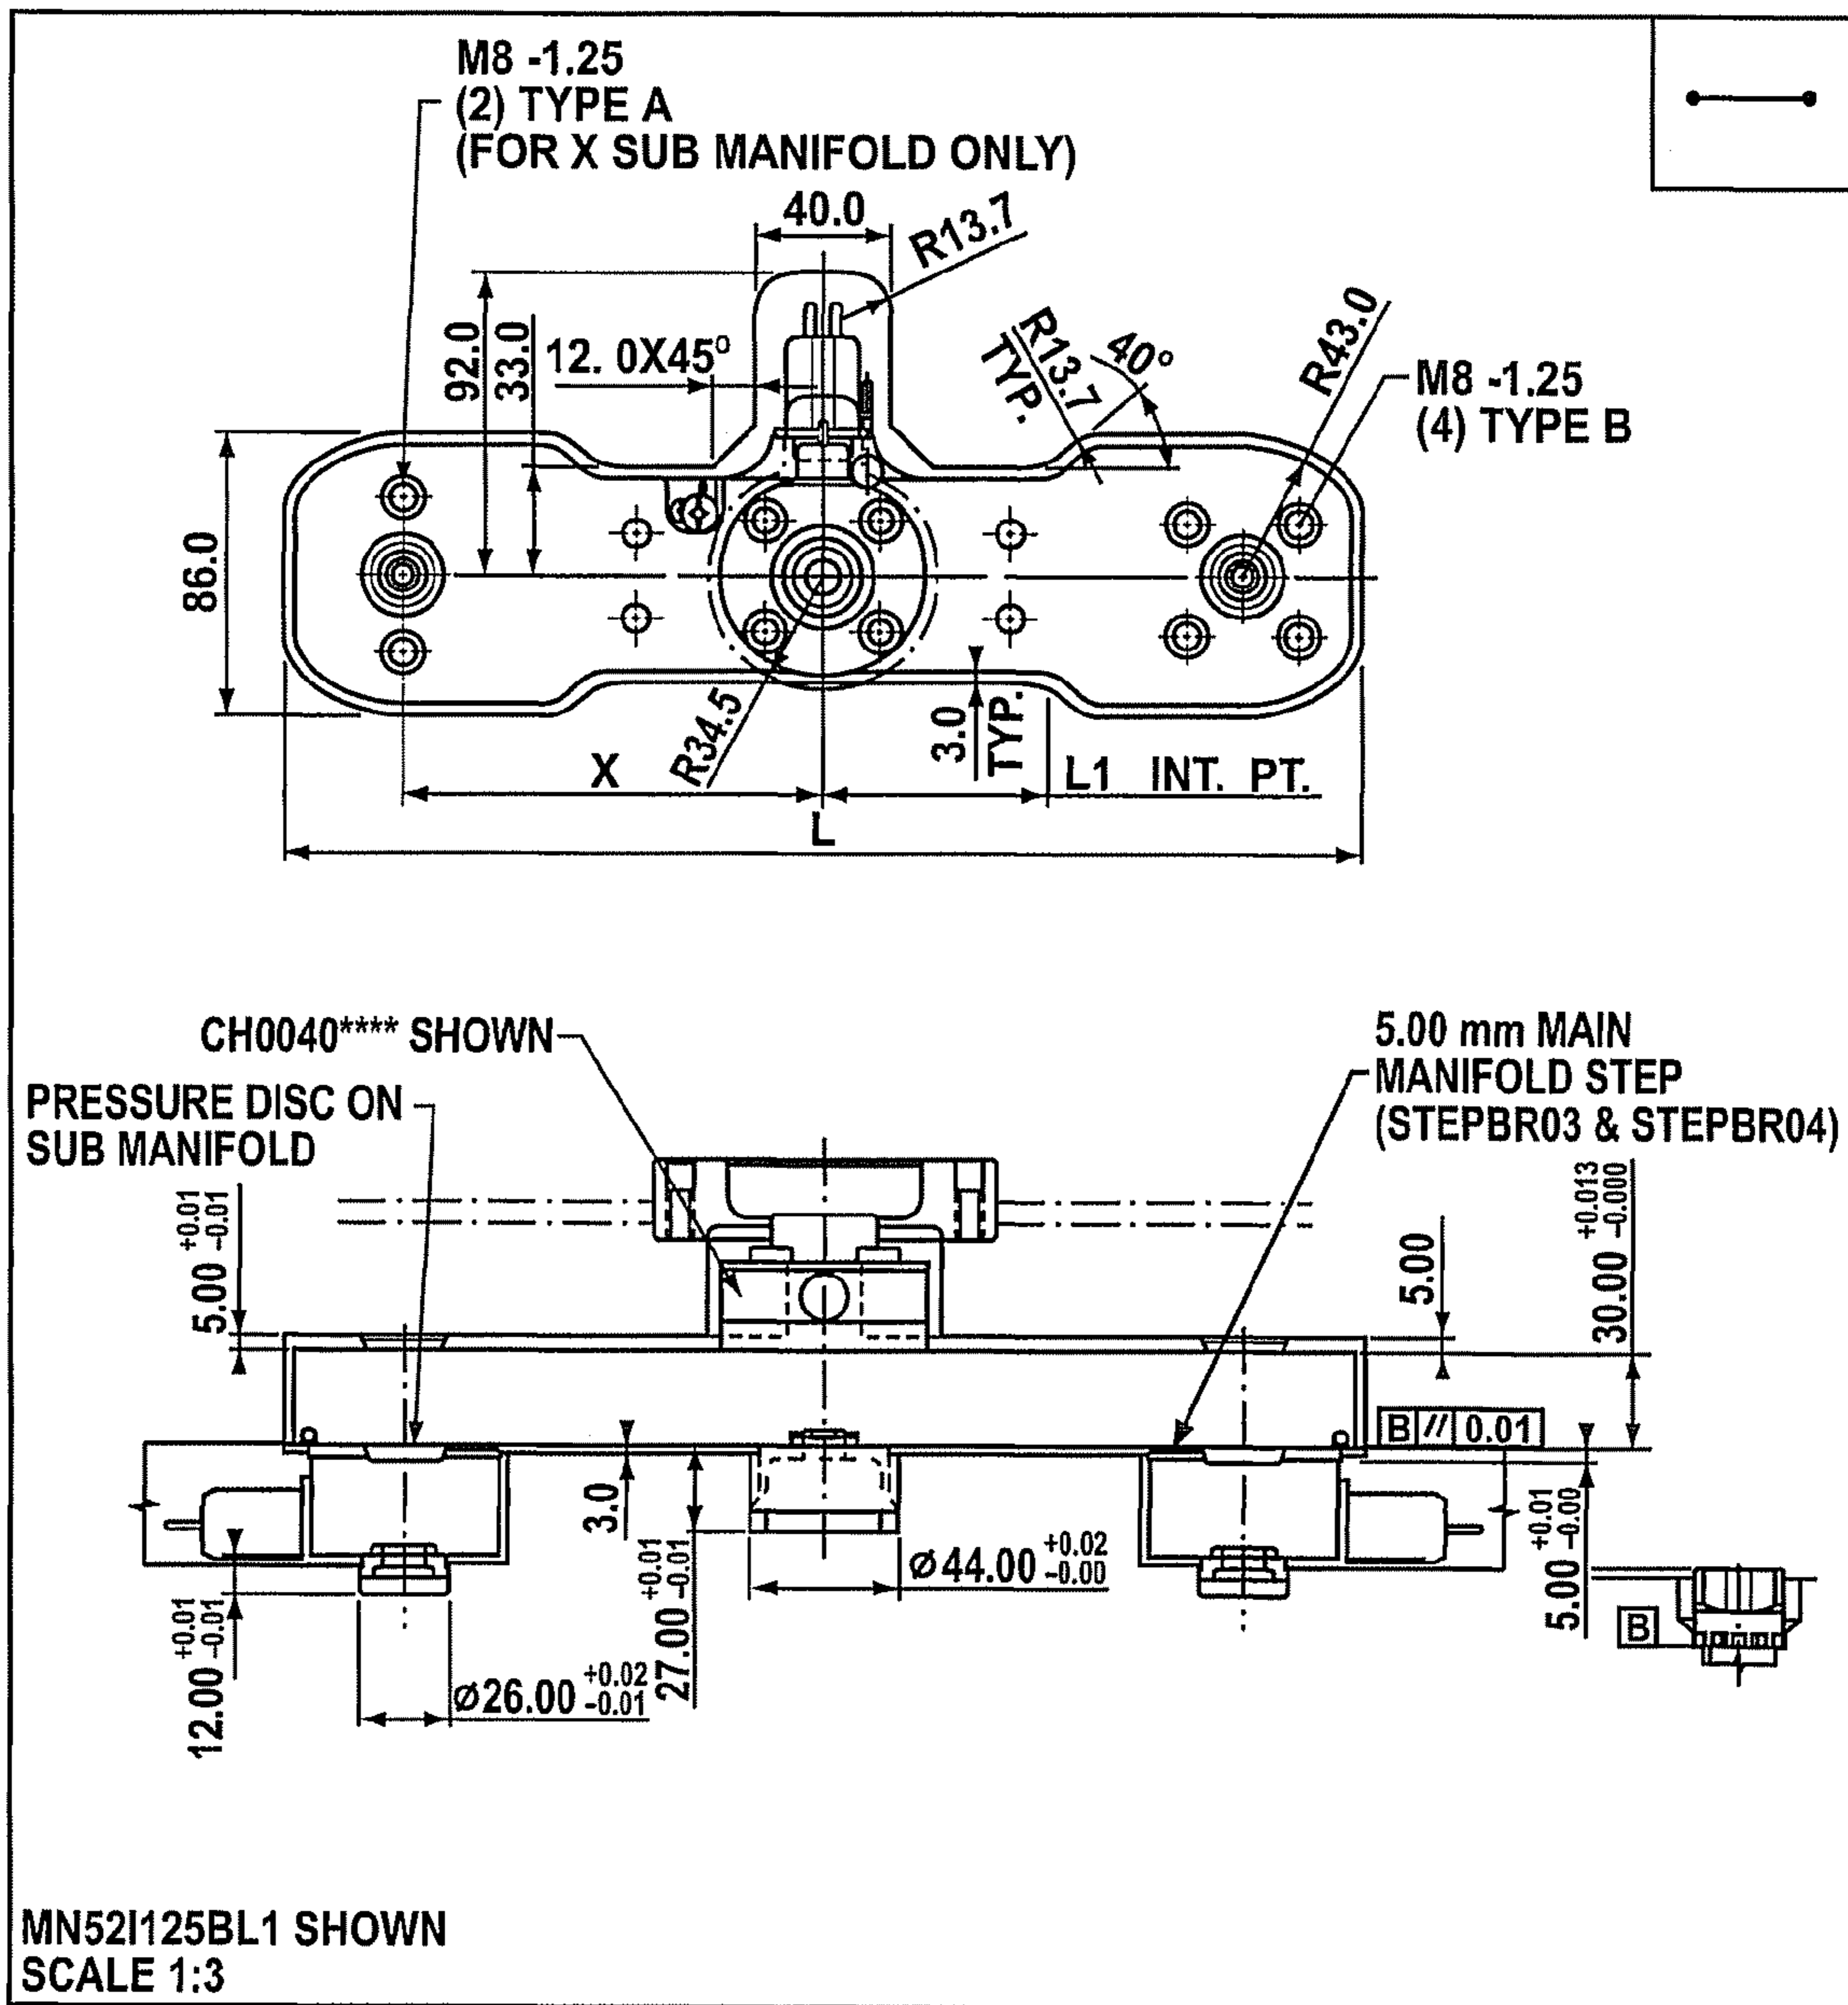 M8 -1.25
(2) TYPE A
(FOR X SUB MANIFOLD ONLY)
40.0
R13.7
92.0
33.0
12. 0X45°
R13.7
TYP.
40°
R43.0
M8 -1.25
(4) TYPE B
86.0
R34.5
3.0
TYP.
X
L1 INT. PT.
L
CH0040**** SHOWN
5.00 mm MAIN
MANIFOLD STEP
(STEPBR03 & STEPBR04)
PRESSURE DISC ON
SUB MANIFOLD
5.00 +0.01 -0.01
5.00
30.00 +0.013 -0.000
B // 0.01
3.0
27.00 +0.01 -0.01
Ø44.00 +0.02 -0.00
5.00 +0.01 -0.00
B
12.00 +0.01 -0.01
Ø26.00 +0.02 -0.01
MN52I125BL1 SHOWN
SCALE 1:3